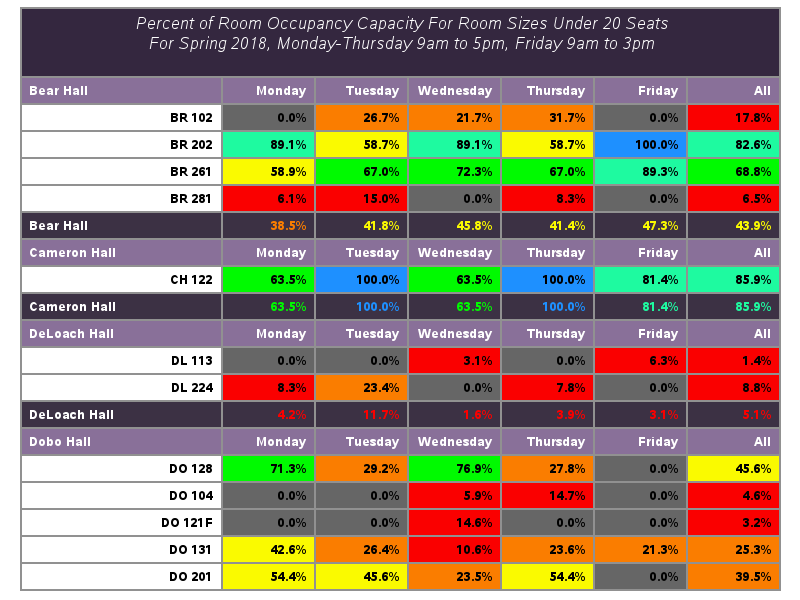 Percent of Room Occupancy Capacity For Room Sizes Under 20 Seats
For Spring 2018, Monday-Thursday 9am to 5pm, Friday 9am to 3pm
Bear Hall Monday Tuesday Wednesday Thursday Friday All
BR 102 0.0% 26.7% 21.7% 31.7% 0.0% 17.8%
BR 202 89.1% 58.7% 89.1% 58.7% 100.0% 82.6%
BR 261 58.9% 67.0% 72.3% 67.0% 89.3% 68.8%
BR 281 6.1% 15.0% 0.0% 8.3% 0.0% 6.5%
Bear Hall 38.5% 41.8% 45.8% 41.4% 47.3% 43.9%
Cameron Hall Monday Tuesday Wednesday Thursday Friday All
CH 122 63.5% 100.0% 63.5% 100.0% 81.4% 85.9%
Cameron Hall 63.5% 100.0% 63.5% 100.0% 81.4% 85.9%
DeLoach Hall Monday Tuesday Wednesday Thursday Friday All
DL 113 0.0% 0.0% 3.1% 0.0% 6.3% 1.4%
DL 224 8.3% 23.4% 0.0% 7.8% 0.0% 8.8%
DeLoach Hall 4.2% 11.7% 1.6% 3.9% 3.1% 5.1%
Dobo Hall Monday Tuesday Wednesday Thursday Friday All
DO 128 71.3% 29.2% 76.9% 27.8% 0.0% 45.6%
DO 104 0.0% 0.0% 5.9% 14.7% 0.0% 4.6%
DO 121F 0.0% 0.0% 14.6% 0.0% 0.0% 3.2%
DO 131 42.6% 26.4% 10.6% 23.6% 21.3% 25.3%
DO 201 54.4% 45.6% 23.5% 54.4% 0.0% 39.5%